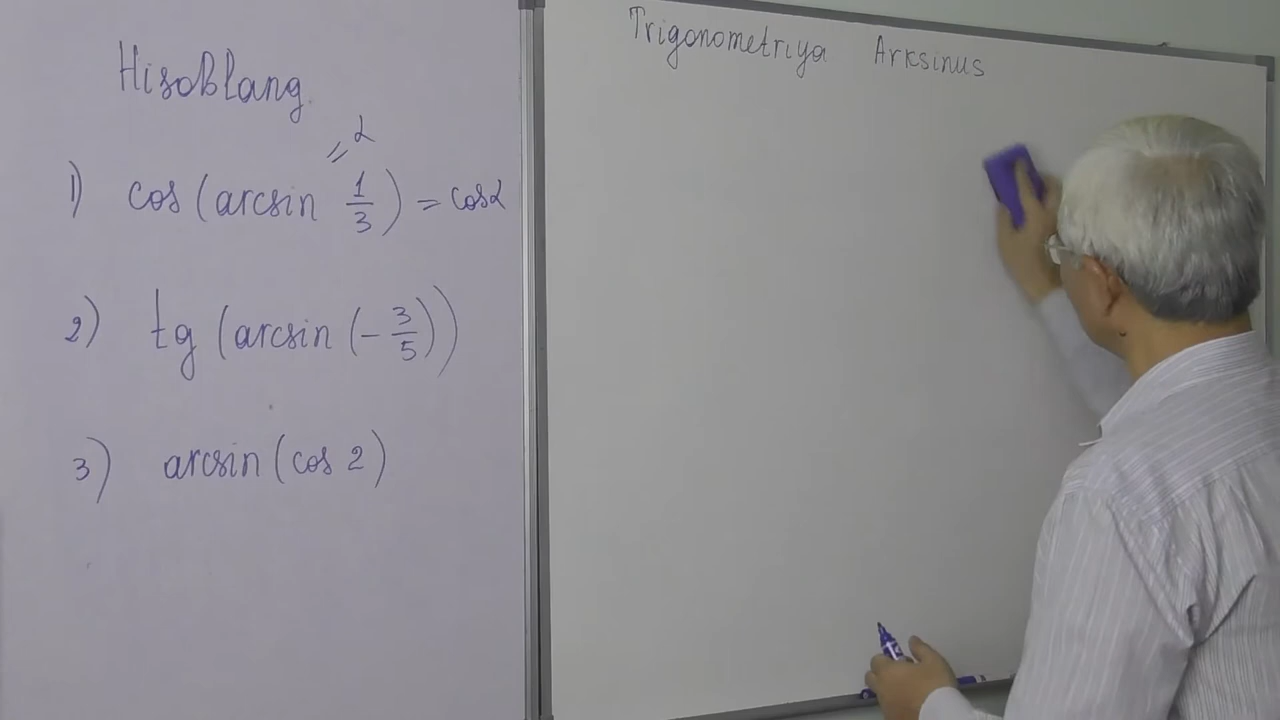 Hisoblang
= α
1) cos (arcsin 1/3) = cosα
2) tg (arcsin (- 3/5))
3) arcsin (cos 2)
Trigonometriya Arksinus